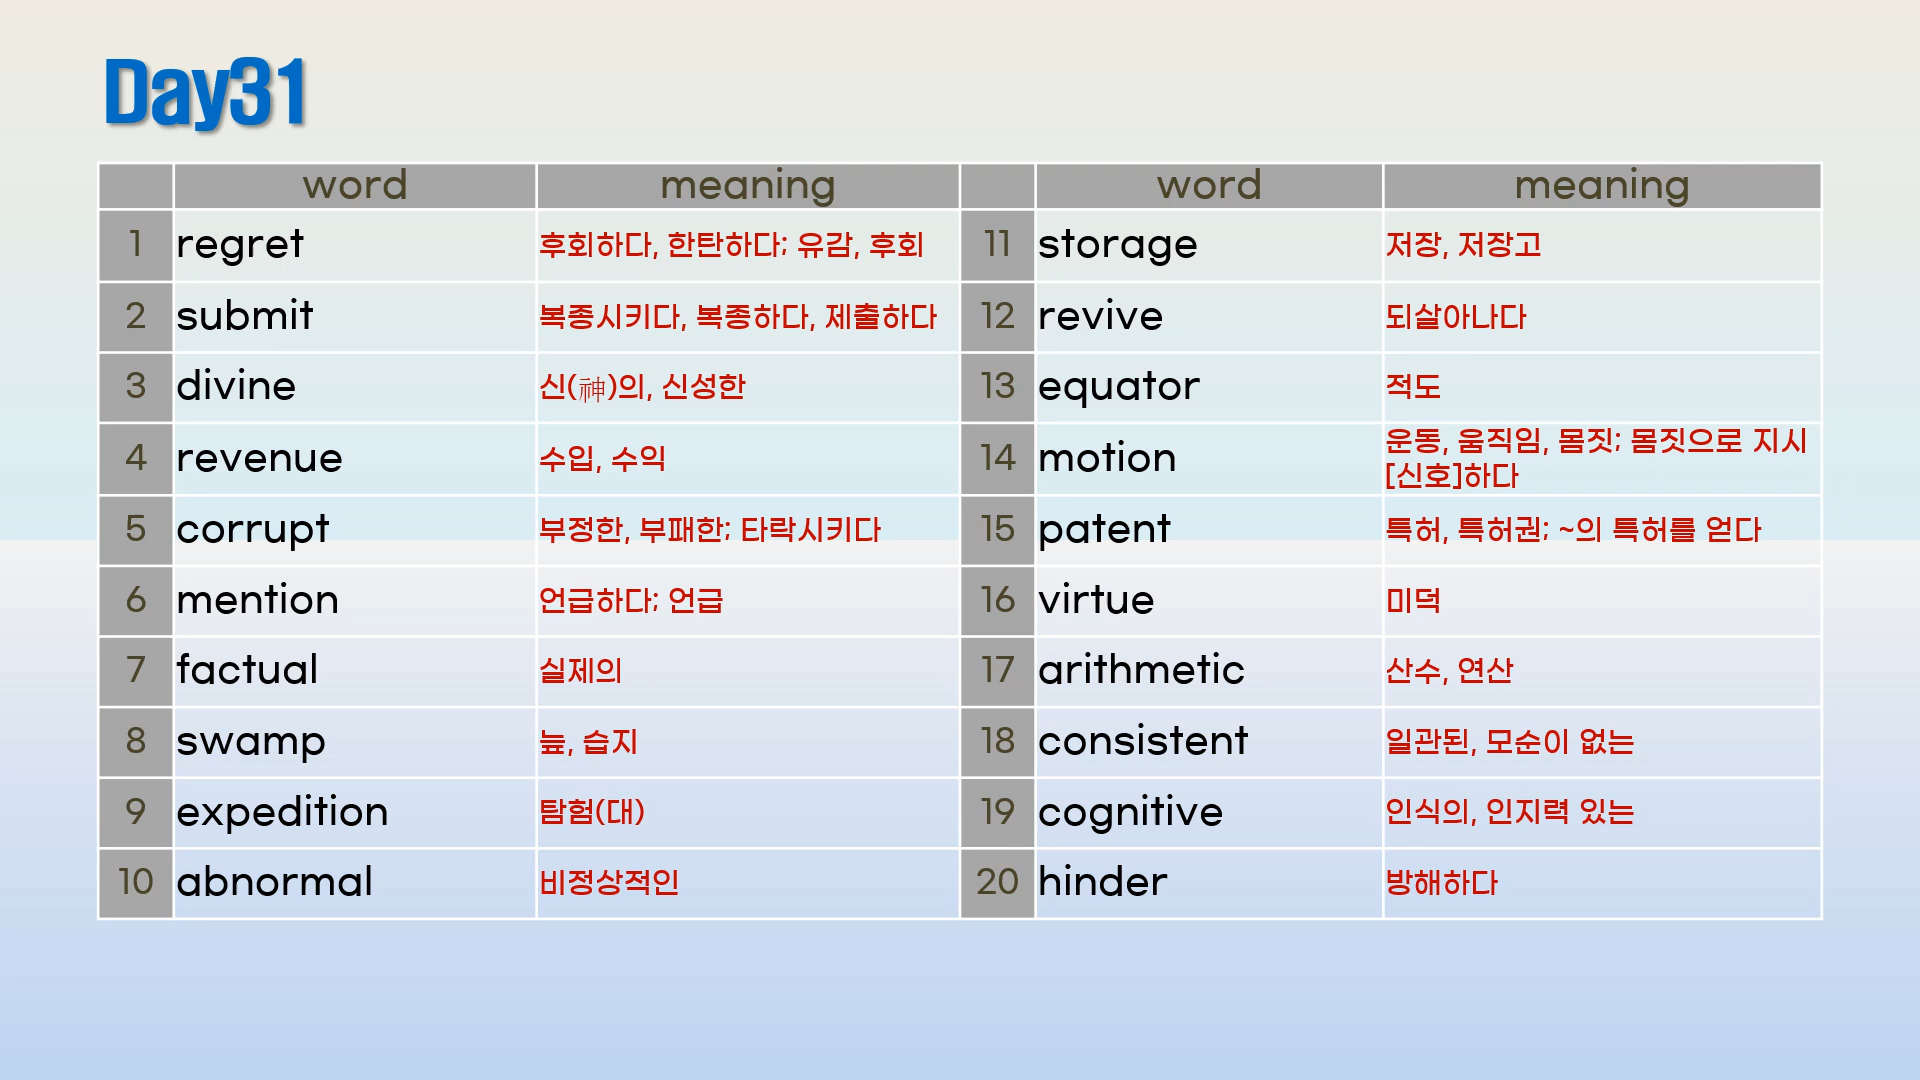 Day31
word meaning word meaning
1 regret 후회하다, 한탄하다; 유감, 후회 11 storage 저장, 저장고
2 submit 복종시키다, 복종하다, 제출하다 12 revive 되살아나다
3 divine 신(神)의, 신성한 13 equator 적도
4 revenue 수입, 수익 14 motion 운동, 움직임, 몸짓; 몸짓으로 지시
[신호]하다
5 corrupt 부정한, 부패한; 타락시키다 15 patent 특허, 특허권; ~의 특허를 얻다
6 mention 언급하다; 언급 16 virtue 미덕
7 factual 실제의 17 arithmetic 산수, 연산
8 swamp 늪, 습지 18 consistent 일관된, 모순이 없는
9 expedition 탐험(대) 19 cognitive 인식의, 인지력 있는
10 abnormal 비정상적인 20 hinder 방해하다